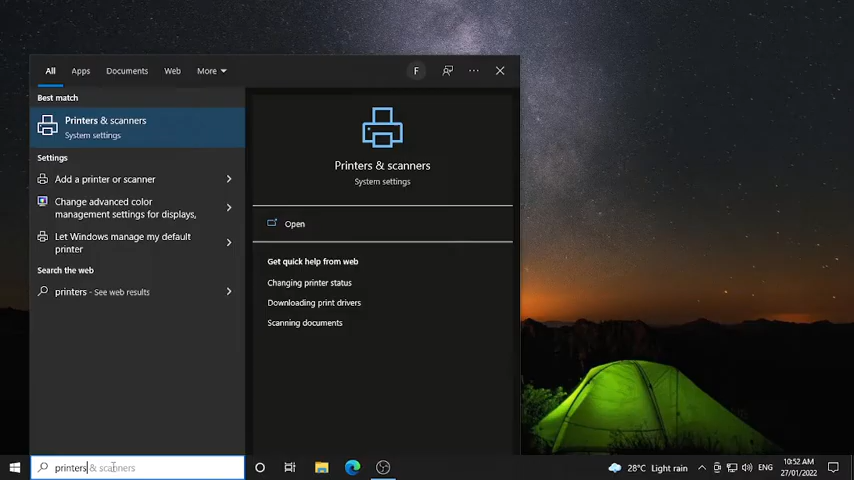 All Apps Documents Web More
F
...
Best match
Printers & scanners
System settings
Settings
Add a printer or scanner
Change advanced color
management settings for displays,
Let Windows manage my default
printer
Search the web
printers - See web results
Printers & scanners
System settings
Open
Get quick help from web
Changing printer status
Downloading print drivers
Scanning documents
printers & scanners
28°C Light rain
ENG
10:52 AM
27/01/2022